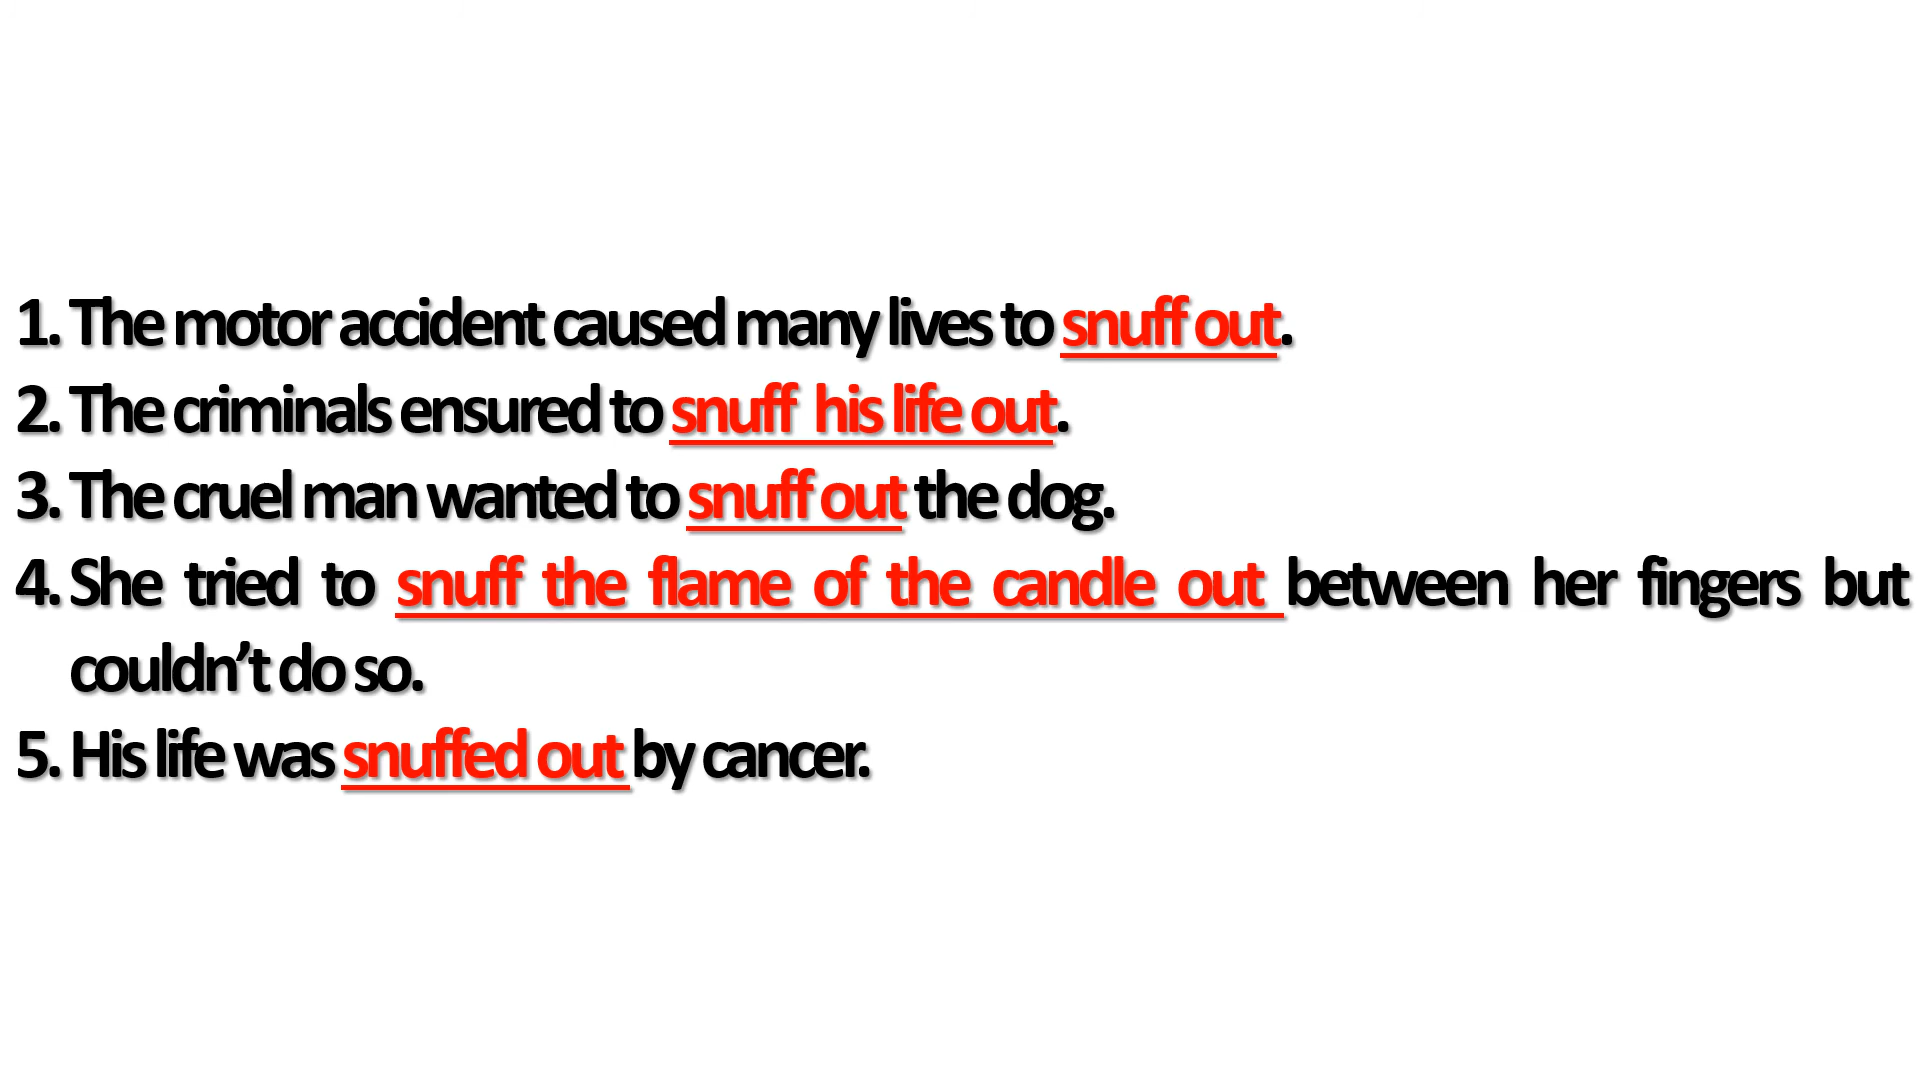 1. The motor accident caused many lives to snuff out.
2. The criminals ensured to snuff his life out.
3. The cruel man wanted to snuff out the dog.
4. She tried to snuff the flame of the candle out between her fingers but
couldn’t do so.
5. His life was snuffed out by cancer.